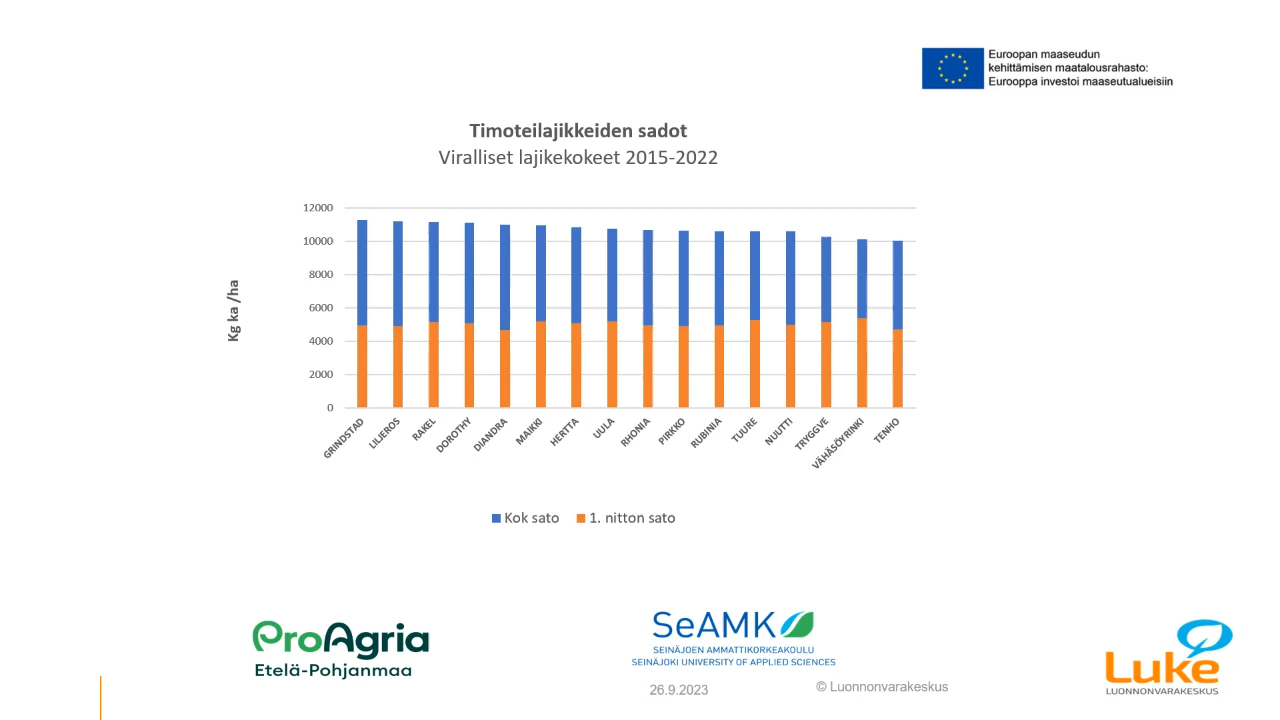 Euroopan maaseudun
kehittämisen maatalousrahasto:
Eurooppa investoi maaseutualueisiin
Timoteilajikkeiden sadot
Viralliset lajikekokeet 2015-2022
Kg ka /ha
12000
10000
8000
6000
4000
2000
0
GRINDSTAD
LILJEROS
RAKEL
DOROTHY
DIANDRA
MAIKKI
HERTTA
UULA
RHONIA
PIRKKO
RUBINIA
TUURE
NUUTTI
TRYGGVE
VÄHÄSÖYRINKI
TENHO
Kok sato
1. nitton sato
ProAgria
Etelä-Pohjanmaa
SeAMK
SEINÄJOEN AMMATTIKORKEAKOULU
SEINÄJOKI UNIVERSITY OF APPLIED SCIENCES
26.9.2023
© Luonnonvarakeskus
Luke
LUONNONVARAKESKUS